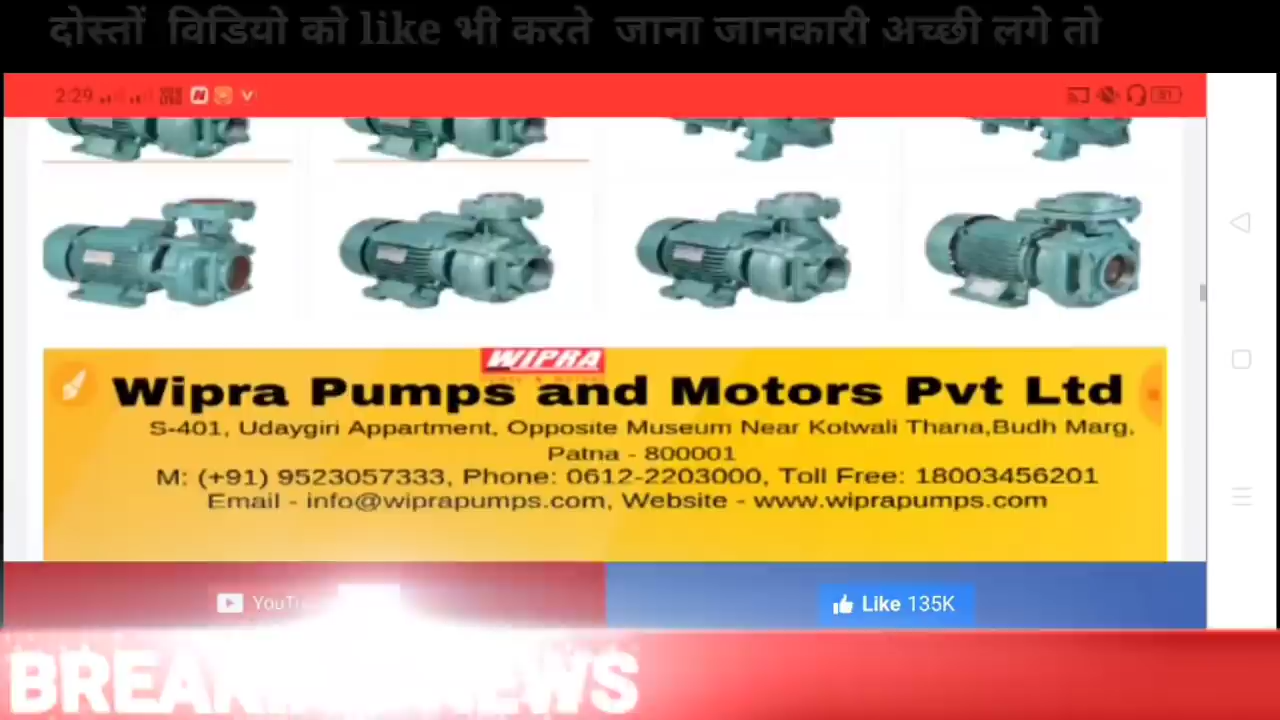 दोस्तों विडियो को like भी करते जाना जानकारी अच्छी लगे तो
2:29
WIPRA
Wipra Pumps and Motors Pvt Ltd
S-401, Udaygiri Appartment, Opposite Museum Near Kotwali Thana,Budh Marg,
Patna - 800001
M: (+91) 9523057333, Phone: 0612-2203000, Toll Free: 18003456201
Email - info@wiprapumps.com, Website - www.wiprapumps.com
Like 135K